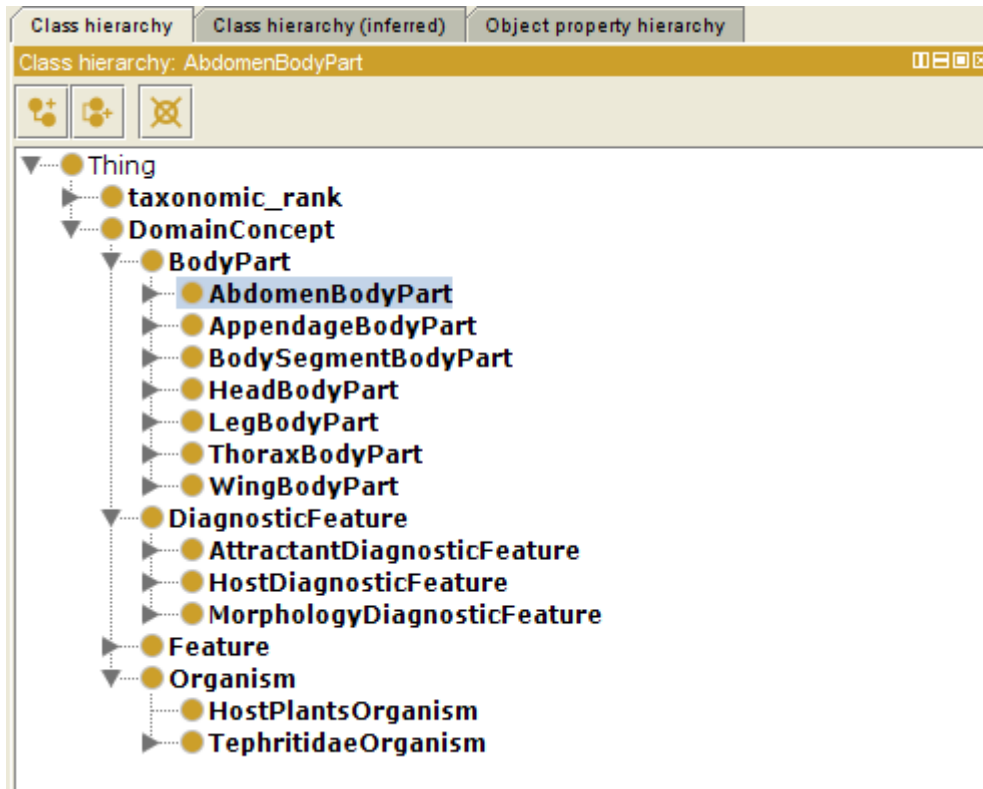 Class hierarchy Class hierarchy (inferred) Object property hierarchy
Class hierarchy: AbdomenBodyPart
Thing
taxonomic_rank
DomainConcept
BodyPart
AbdomenBodyPart
AppendageBodyPart
BodySegmentBodyPart
HeadBodyPart
LegBodyPart
ThoraxBodyPart
WingBodyPart
DiagnosticFeature
AttractantDiagnosticFeature
HostDiagnosticFeature
MorphologyDiagnosticFeature
Feature
Organism
HostPlantsOrganism
TephritidaeOrganism